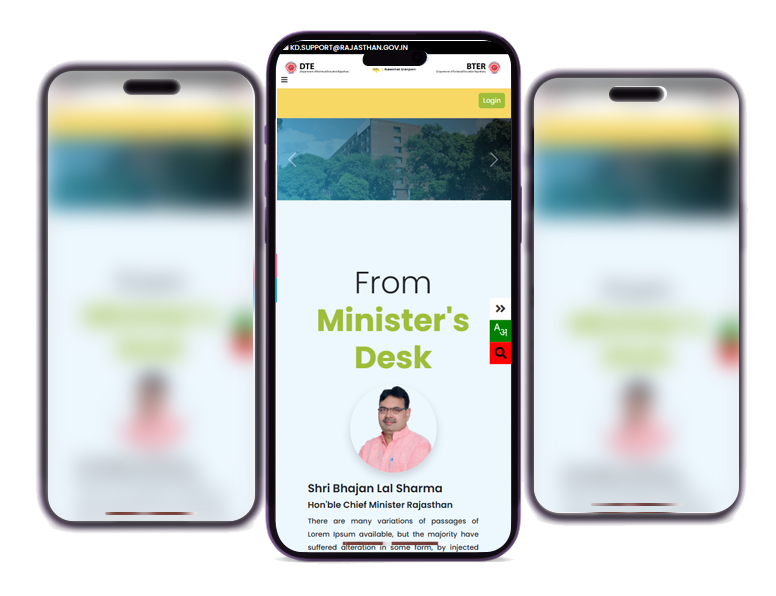 KD.SUPPORT@RAJASTHAN.GOV.IN
DTE
BTER
Login
From
Minister's
Desk
A अ
Shri Bhajan Lal Sharma
Hon'ble Chief Minister Rajasthan
There are many variations of passages of
Lorem Ipsum available, but the majority have
suffered alteration in some form, by injected